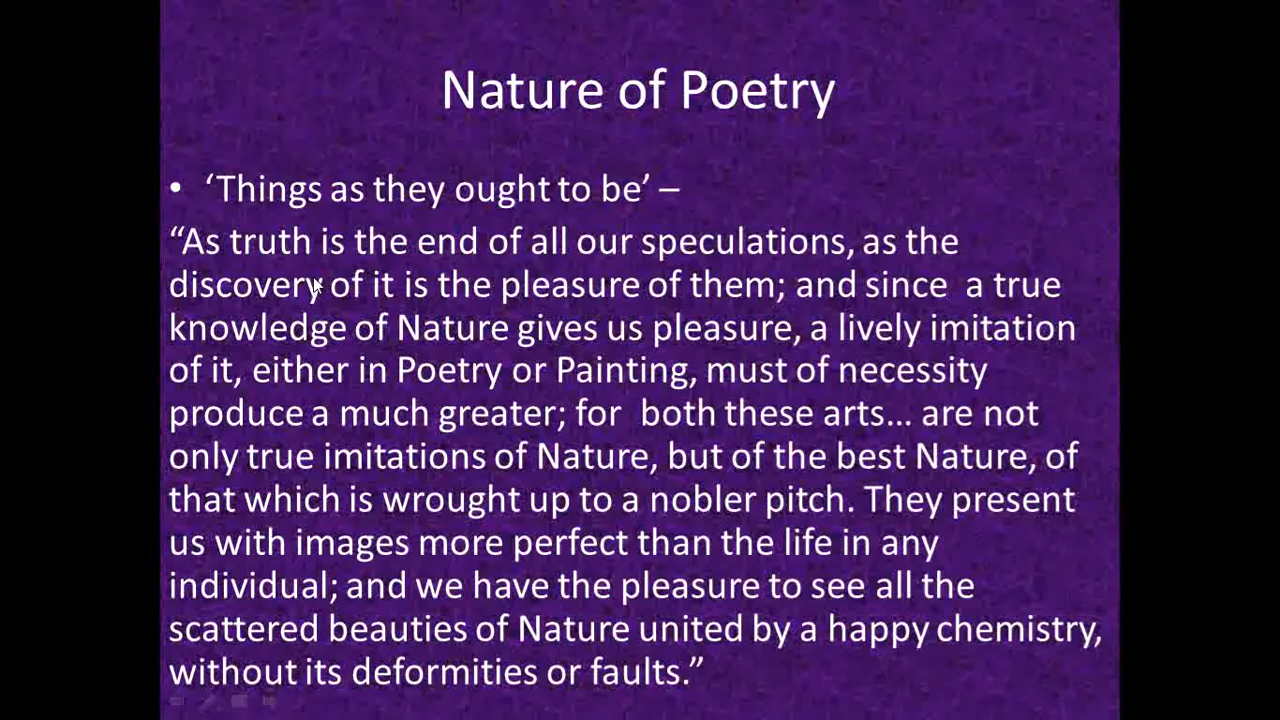 Nature of Poetry
• ‘Things as they ought to be’ –
“As truth is the end of all our speculations, as the
discovery of it is the pleasure of them; and since a true
knowledge of Nature gives us pleasure, a lively imitation
of it, either in Poetry or Painting, must of necessity
produce a much greater; for both these arts… are not
only true imitations of Nature, but of the best Nature, of
that which is wrought up to a nobler pitch. They present
us with images more perfect than the life in any
individual; and we have the pleasure to see all the
scattered beauties of Nature united by a happy chemistry,
without its deformities or faults.”